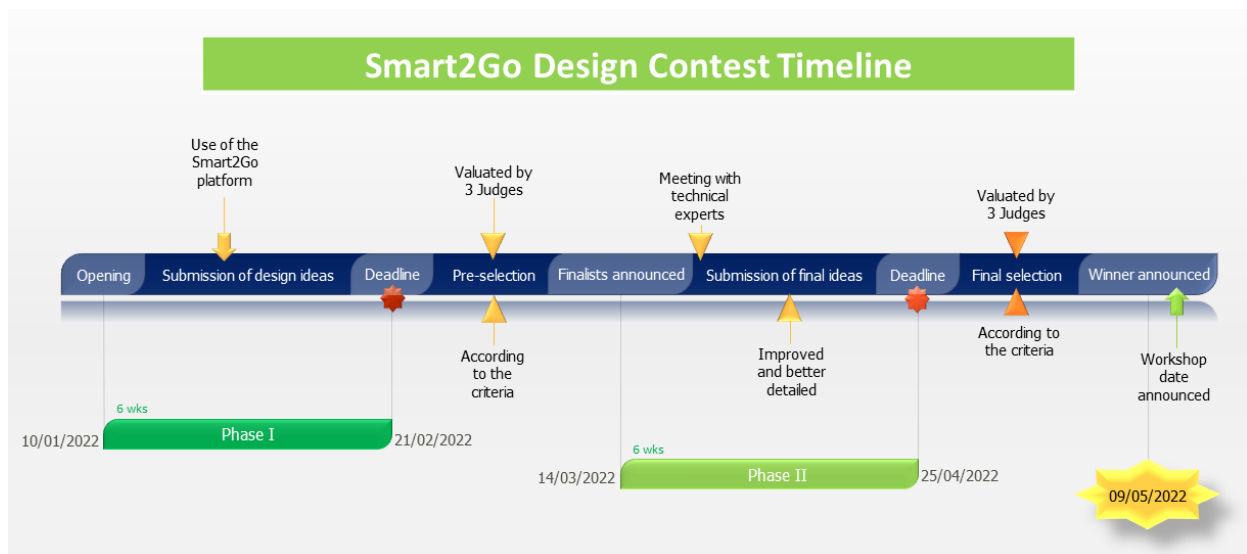 Smart2Go Design Contest Timeline
Use of the
Smart2Go
platform
Valuated by
3 Judges
Meeting with
technical
experts
Valuated by
3 Judges
Opening
Submission of design ideas
Deadline
Pre-selection
Finalists announced
Submission of final ideas
Deadline
Final selection
Winner announced
According
to the
criteria
Improved
and better
detailed
According to
the criteria
Workshop
date
announced
6 wks
10/01/2022
Phase I
21/02/2022
6 wks
14/03/2022
Phase II
25/04/2022
09/05/2022